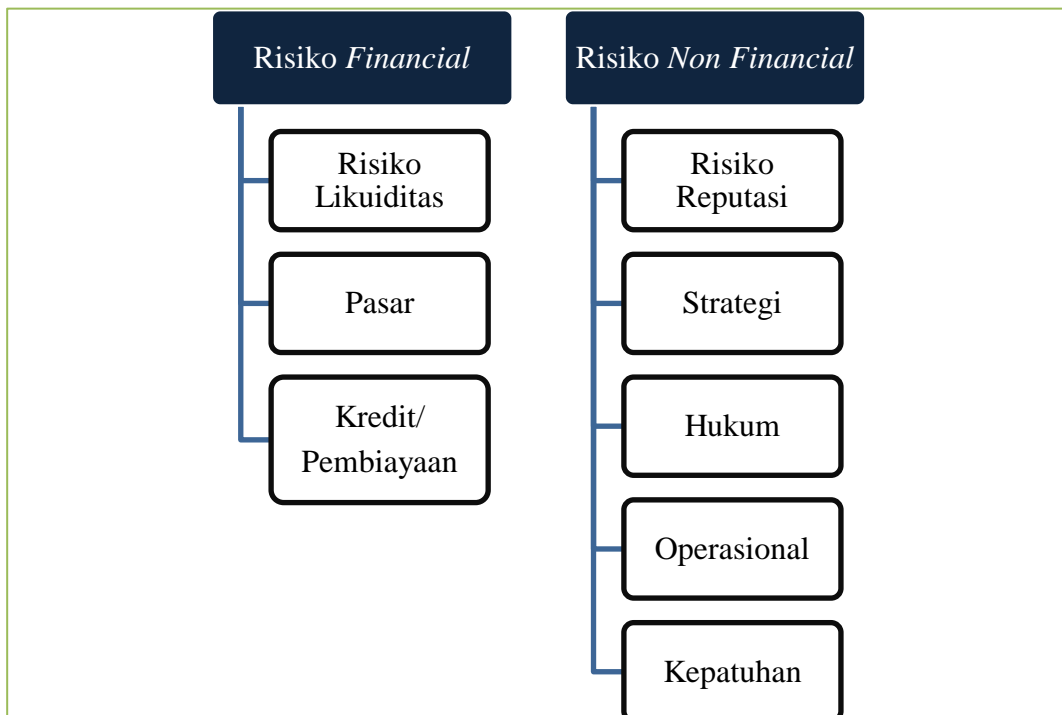 Risiko Financial
Risiko
Likuiditas
Pasar
Kredit/
Pembiayaan
Risiko Non Financial
Risiko
Reputasi
Strategi
Hukum
Operasional
Kepatuhan